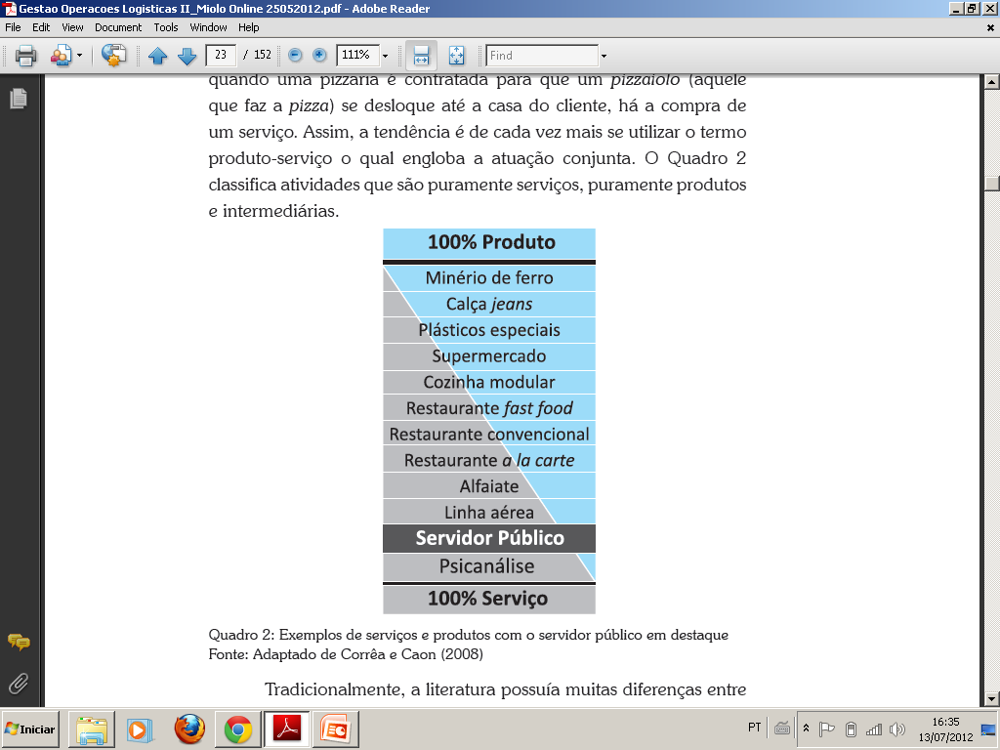 Gestao Operacoes Logisticas II_Miolo Online 25052012.pdf - Adobe Reader
File Edit View Document Tools Window Help
23 / 152 111% Find
quando uma pizzaria é contratada para que um pizzaiolo (aquele
que faz a pizza) se desloque até a casa do cliente, há a compra de
um serviço. Assim, a tendência é de cada vez mais se utilizar o termo
produto-serviço o qual engloba a atuação conjunta. O Quadro 2
classifica atividades que são puramente serviços, puramente produtos
e intermediárias.
100% Produto
Minério de ferro
Calça jeans
Plásticos especiais
Supermercado
Cozinha modular
Restaurante fast food
Restaurante convencional
Restaurante a la carte
Alfaiate
Linha aérea
Servidor Público
Psicanálise
100% Serviço
Quadro 2: Exemplos de serviços e produtos com o servidor público em destaque
Fonte: Adaptado de Corrêa e Caon (2008)
Tradicionalmente, a literatura possuía muitas diferenças entre
Iniciar
PT
16:35
13/07/2012